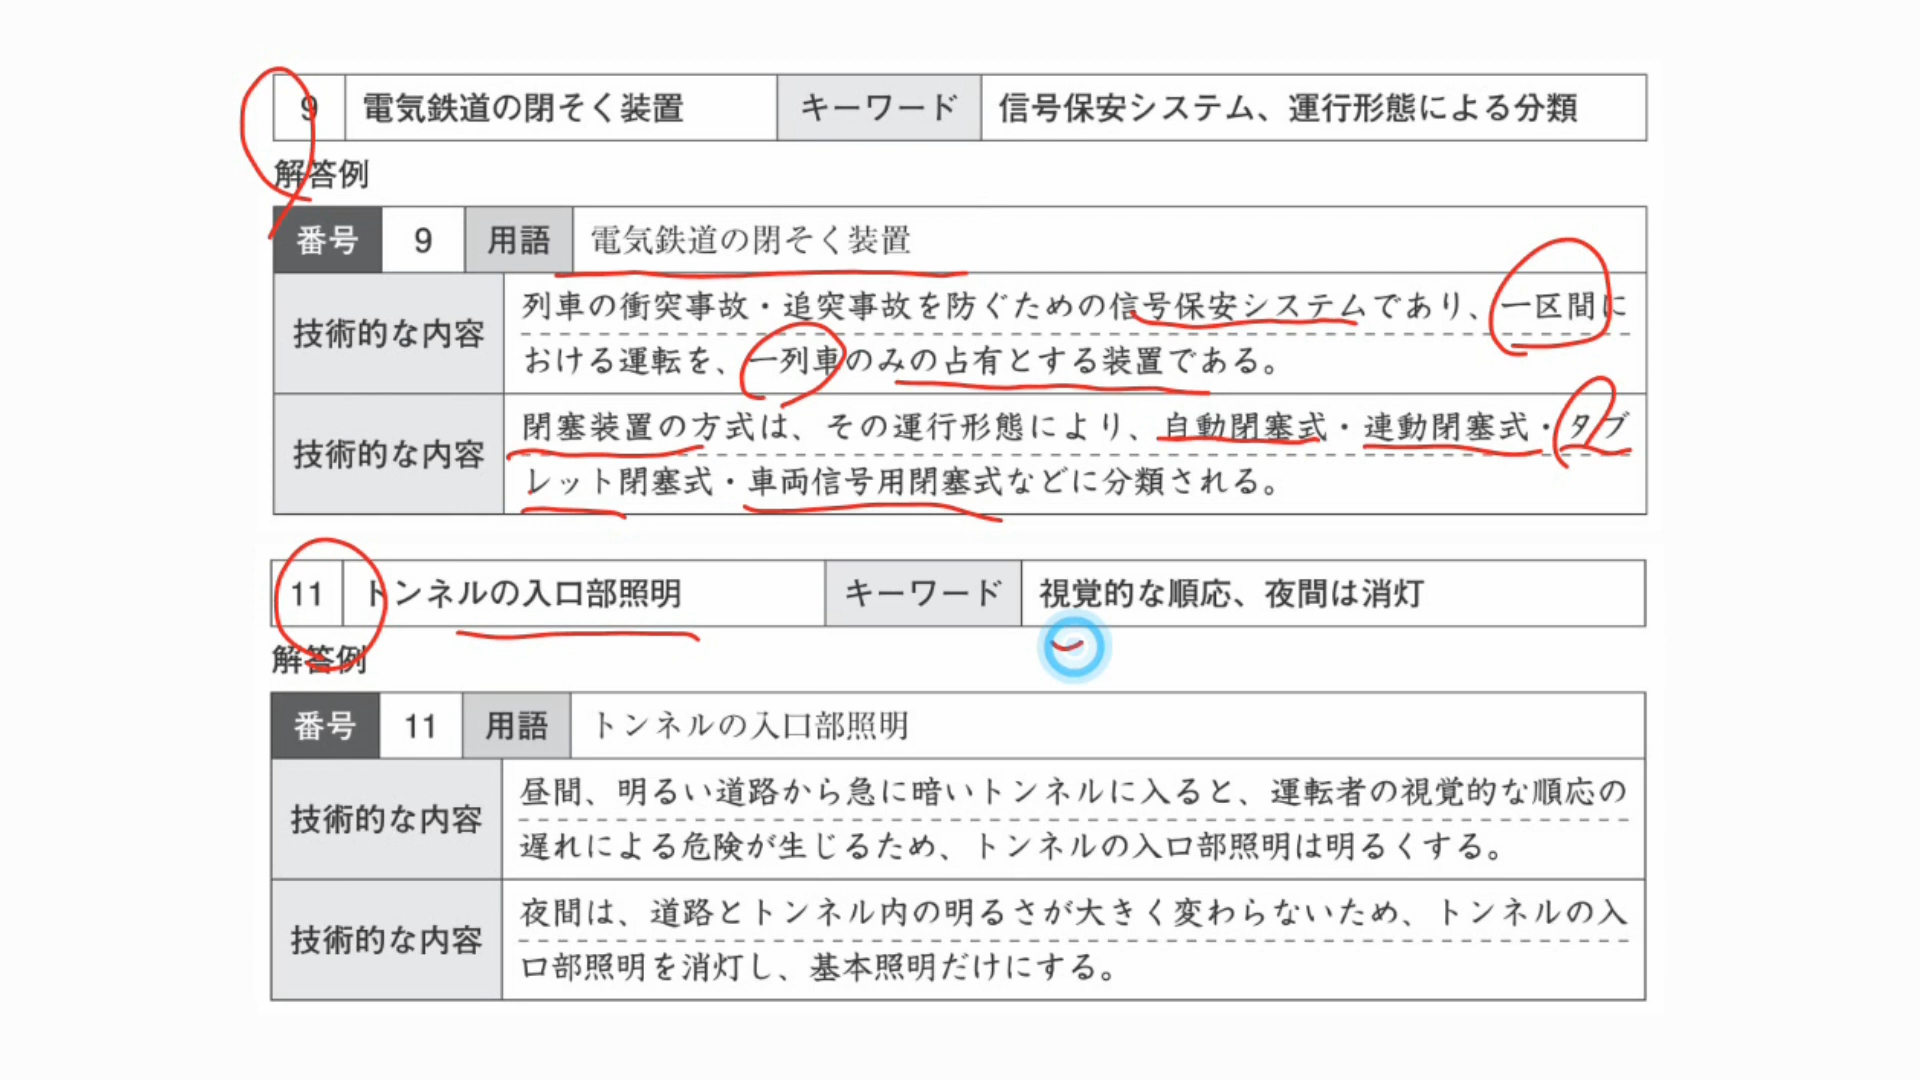 9 電気鉄道の閉そく装置 キーワード 信号保安システム、運行形態による分類
解答例
番号 9 用語 電気鉄道の閉そく装置
技術的な内容
列車の衝突事故・追突事故を防ぐための信号保安システムであり、一区間に
おける運転を、一列車のみの占有とする装置である。
技術的な内容
閉塞装置の方式は、その運行形態により、自動閉塞式・連動閉塞式・タブ
レット閉塞式・車両信号用閉塞式などに分類される。
11 トンネルの入口部照明 キーワード 視覚的な順応、夜間は消灯
解答例
番号 11 用語 トンネルの入口部照明
技術的な内容
昼間、明るい道路から急に暗いトンネルに入ると、運転者の視覚的な順応の
遅れによる危険が生じるため、トンネルの入口部照明は明るくする。
技術的な内容
夜間は、道路とトンネル内の明るさが大きく変わらないため、トンネルの入
口部照明を消灯し、基本照明だけにする。